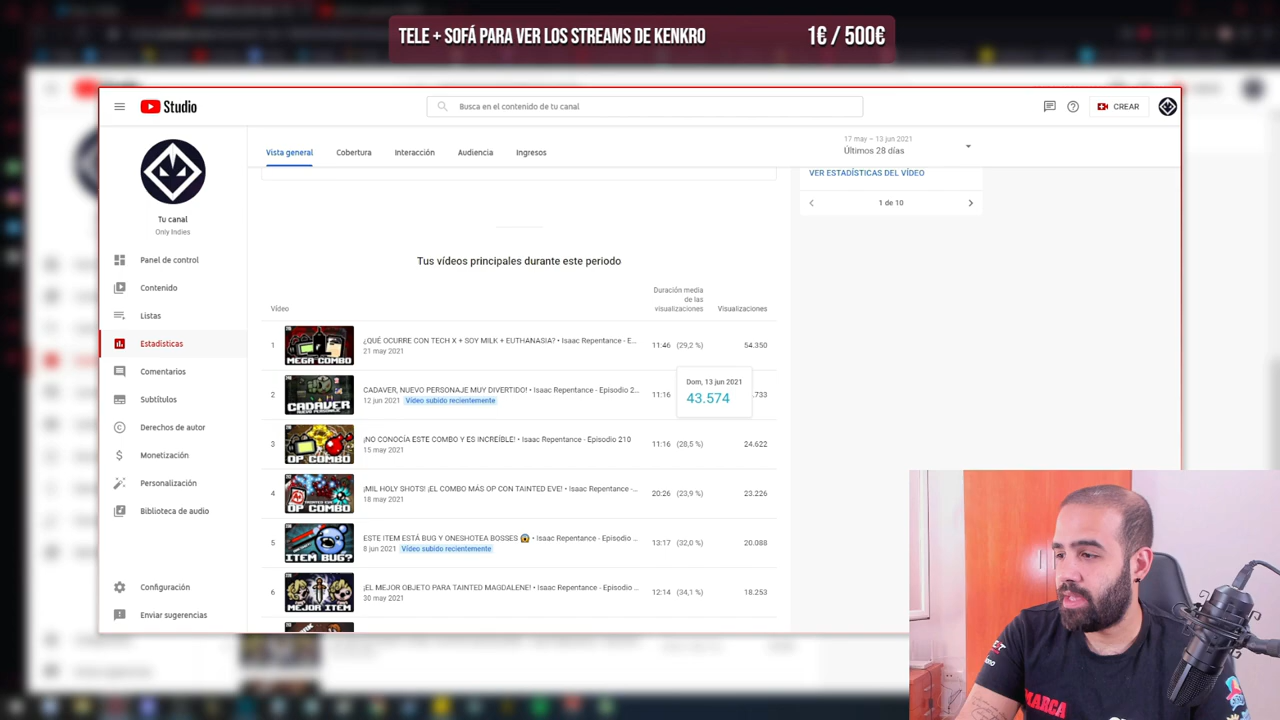 TELE + SOFÁ PARA VER LOS STREAMS DE KENKRO 1€ / 500€
Studio
Busca en el contenido de tu canal
CREAR
Tu canal
Only Indies
Panel de control
Contenido
Listas
Estadísticas
Comentarios
Subtítulos
Derechos de autor
Monetización
Personalización
Biblioteca de audio
Configuración
Enviar sugerencias
Vista general Cobertura Interacción Audiencia Ingresos
17 may – 13 jun 2021
Últimos 28 días
VER ESTADÍSTICAS DEL VÍDEO
1 de 10
Tus vídeos principales durante este periodo
Vídeo
Duración media de las visualizaciones
Visualizaciones
1
MEGA COMBO
¿QUÉ OCURRE CON TECH X + SOY MILK + EUTHANASIA? • Isaac Repentance - E...
21 may 2021
11:46 (29,2 %) 54.350
2
CADAVER
NUEVO PERSONAJE
CADAVER, NUEVO PERSONAJE MUY DIVERTIDO! • Isaac Repentance - Episodio 2...
12 jun 2021 Vídeo subido recientemente
11:16
Dom, 13 jun 2021
43.574
.733
3
OP COMBO
¡NO CONOCÍA ESTE COMBO Y ES INCREÍBLE! • Isaac Repentance - Episodio 210
15 may 2021
11:16 (28,5 %) 24.622
4
OP COMBO
¡MIL HOLY SHOTS! ¡EL COMBO MÁS OP CON TAINTED EVE! • Isaac Repentance -...
18 may 2021
20:26 (23,9 %) 23.226
5
ITEM BUG?
ESTE ITEM ESTÁ BUG Y ONESHOTEA BOSSES 😱 • Isaac Repentance - Episodio ...
8 jun 2021 Vídeo subido recientemente
13:17 (32,0 %) 20.088
6
MEJOR ITEM
¡EL MEJOR OBJETO PARA TAINTED MAGDALENE! • Isaac Repentance - Episodio ...
30 may 2021
12:14 (34,1 %) 18.253
MARCA